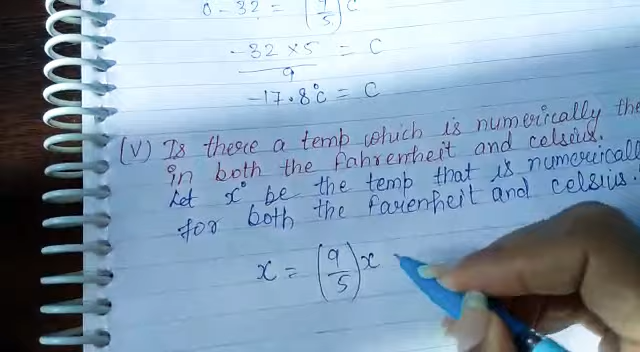 0 - 32 = (9/5) C
-32 × 5 / 9 = C
-17.8°C = C
(V) Is there a temp which is numerically the
in both the Fahrenheit and celsius.
Let x° be the temp that is numericall
for both the farenheit and celsius.
x = (9/5) x